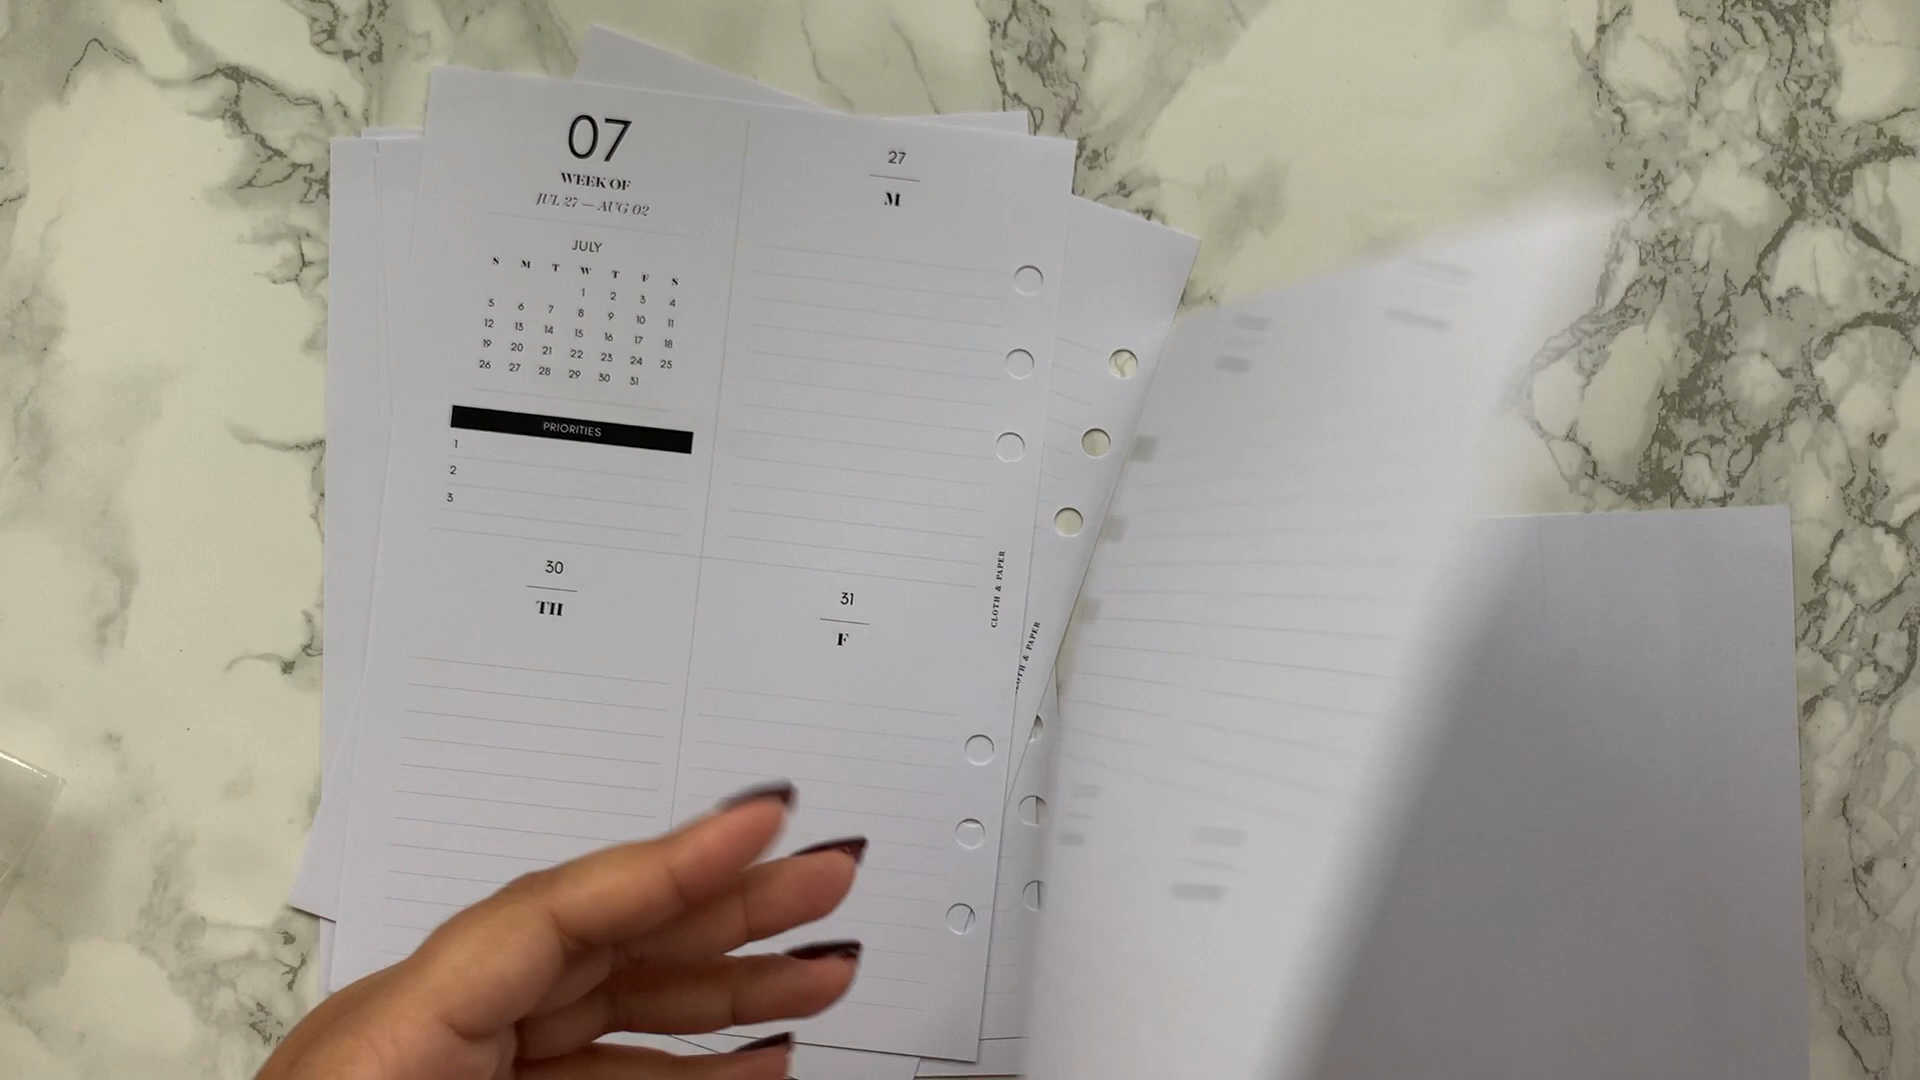 07
WEEK OF
JUL 27 — AUG 02
JULY
S M T W T F S
1 2 3 4
5 6 7 8 9 10 11
12 13 14 15 16 17 18
19 20 21 22 23 24 25
26 27 28 29 30 31
PRIORITIES
1
2
3
27
M
30
TH
31
F
CLOTH & PAPER
CLOTH & PAPER